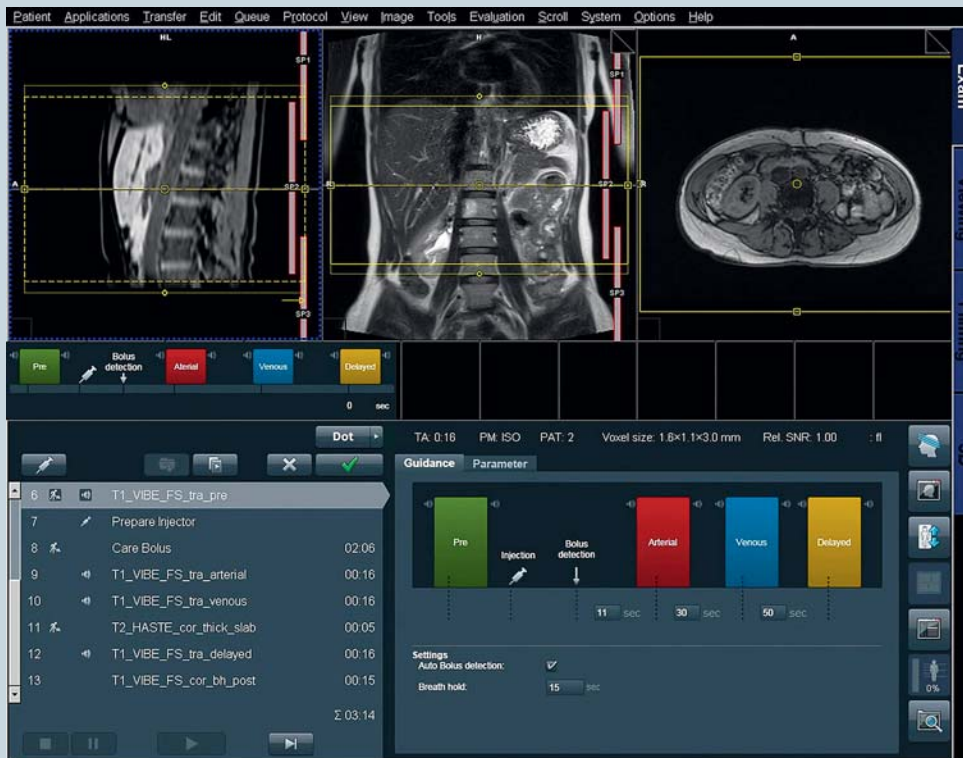 Patient Applications Transfer Edit Queue Protocol View Image Tools Evaluation Scroll System Options Help
HL H A
SP1 SP1
Exam
A R R
SP2 SP2
SP3 SP3
Bolus
detection
Pre Aterial Venous Delayed
0 sec
Dot TA: 0:16 PM: ISO PAT: 2 Voxel size: 1.6×1.1×3.0 mm Rel. SNR: 1.00 : fl
Guidance Parameter
6 T1_VIBE_FS_tra_pre
7 Prepare Injector
8 Care Bolus 02:06
9 T1_VIBE_FS_tra_arterial 00:16
10 T1_VIBE_FS_tra_venous 00:16
11 T2_HASTE_cor_thick_slab 00:05
12 T1_VIBE_FS_tra_delayed 00:16
13 T1_VIBE_FS_cor_bh_post 00:15
Σ 03:14
Pre Injection Bolus
detection
Arterial Venous Delayed
11 sec 30 sec 50 sec
Settings
Auto Bolus detection:
Breath hold: 15 sec
0%